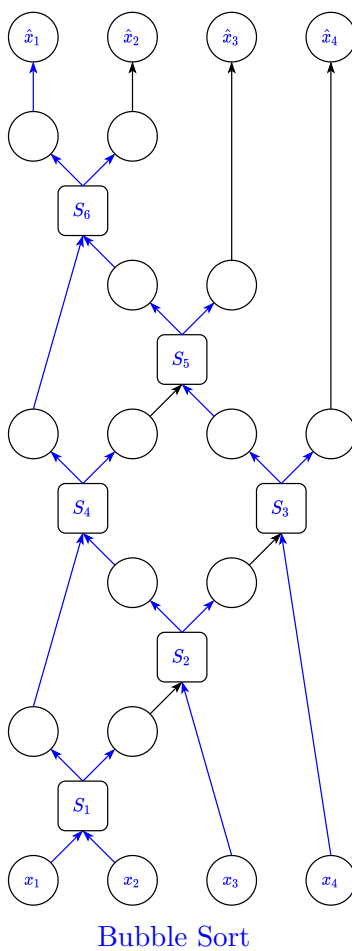 x̂₁ x̂₂ x̂₃ x̂₄
S₆
S₅
S₄ S₃
S₂
S₁
x₁ x₂ x₃ x₄
Bubble Sort